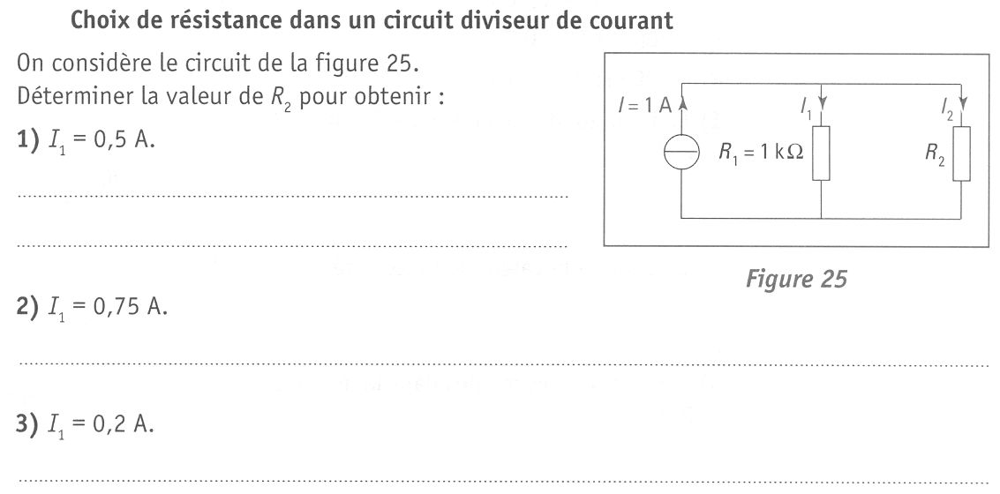 Choix de résistance dans un circuit diviseur de courant
On considère le circuit de la figure 25.
Déterminer la valeur de R₂ pour obtenir :
1) I₁ = 0,5 A.
I = 1 A
I₁
I₂
R₁ = 1 kΩ
R₂
Figure 25
2) I₁ = 0,75 A.
3) I₁ = 0,2 A.